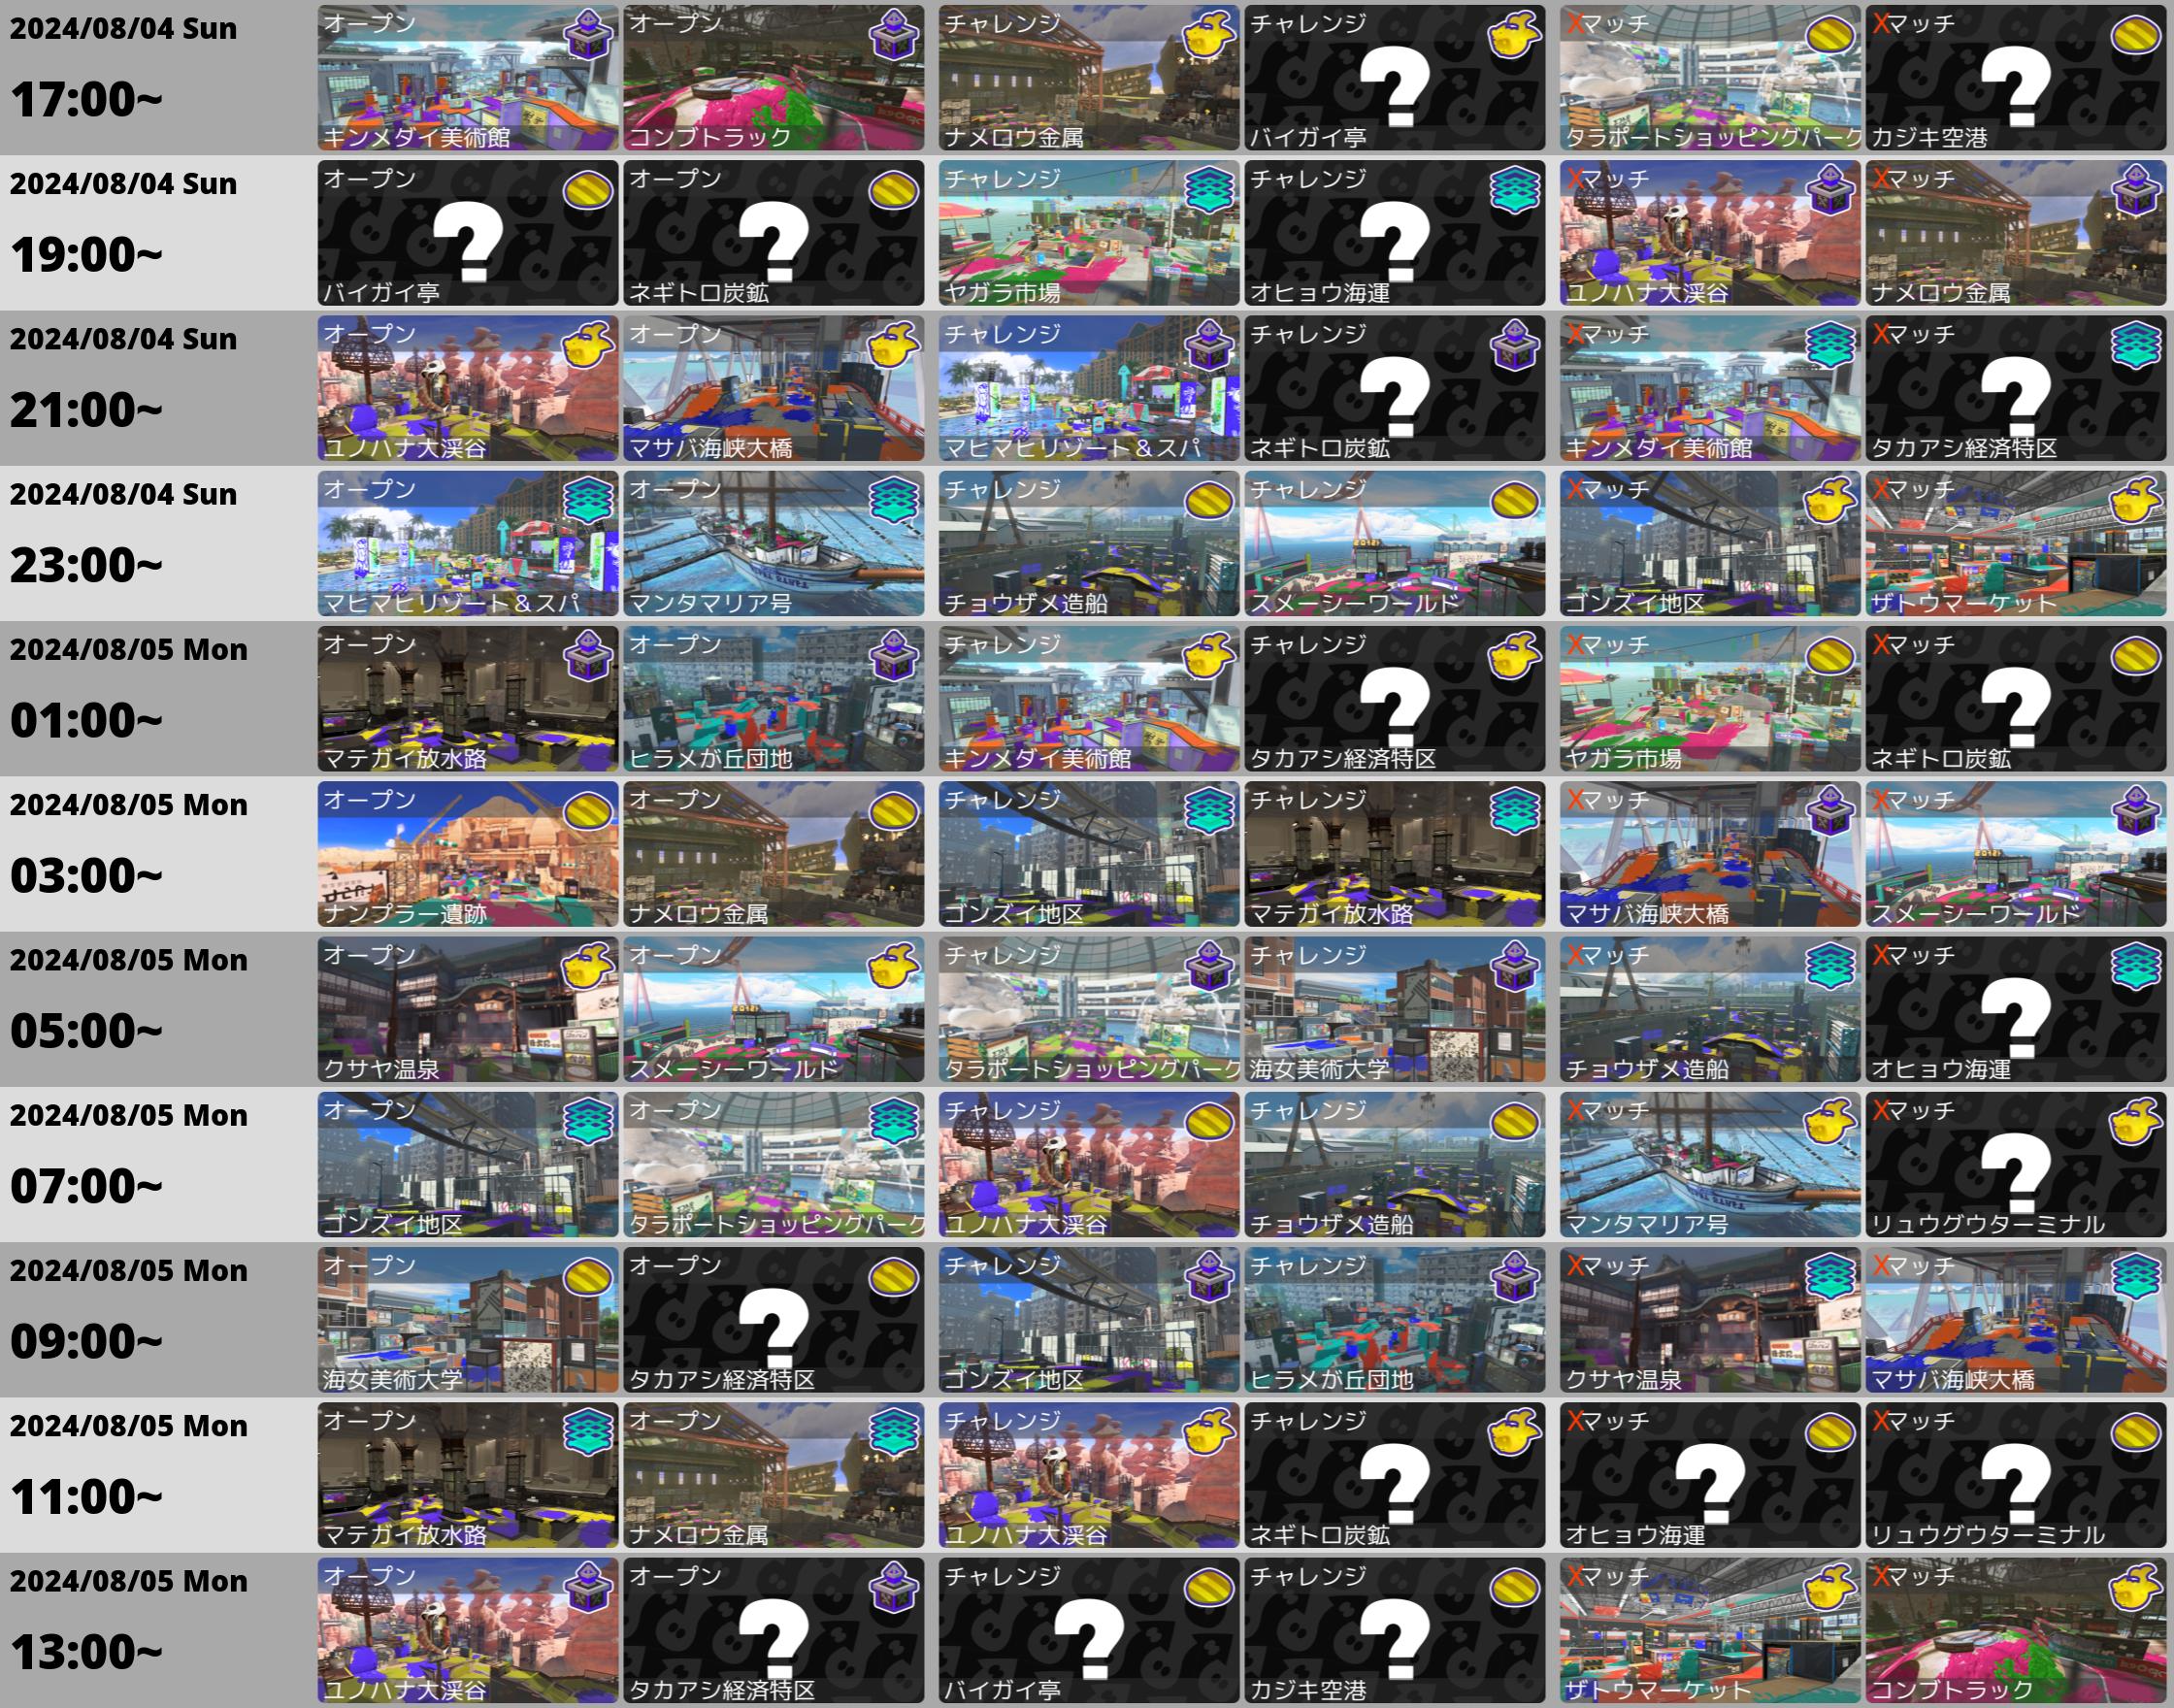 2024/08/04 Sun
17:00~
オープン オープン チャレンジ チャレンジ Xマッチ Xマッチ
キンメダイ美術館 コンブトラック ナメロウ金属 バイガイ亭 タラポートショッピングパーク カジキ空港
2024/08/04 Sun
19:00~
オープン オープン チャレンジ チャレンジ Xマッチ Xマッチ
バイガイ亭 ネギトロ炭鉱 ヤガラ市場 オヒョウ海運 ユノハナ大渓谷 ナメロウ金属
2024/08/04 Sun
21:00~
オープン オープン チャレンジ チャレンジ Xマッチ Xマッチ
ユノハナ大渓谷 マサバ海峡大橋 マヒマヒリゾート＆スパ ネギトロ炭鉱 キンメダイ美術館 タカアシ経済特区
2024/08/04 Sun
23:00~
オープン オープン チャレンジ チャレンジ Xマッチ Xマッチ
マヒマヒリゾート＆スパ マンタマリア号 チョウザメ造船 スメーシーワールド ゴンズイ地区 ザトウマーケット
2024/08/05 Mon
01:00~
オープン オープン チャレンジ チャレンジ Xマッチ Xマッチ
マテガイ放水路 ヒラメが丘団地 キンメダイ美術館 タカアシ経済特区 ヤガラ市場 ネギトロ炭鉱
2024/08/05 Mon
03:00~
オープン オープン チャレンジ チャレンジ Xマッチ Xマッチ
ナンプラー遺跡 ナメロウ金属 ゴンズイ地区 マテガイ放水路 マサバ海峡大橋 スメーシーワールド
2024/08/05 Mon
05:00~
オープン オープン チャレンジ チャレンジ Xマッチ Xマッチ
クサヤ温泉 スメーシーワールド タラポートショッピングパーク 海女美術大学 チョウザメ造船 オヒョウ海運
2024/08/05 Mon
07:00~
オープン オープン チャレンジ チャレンジ Xマッチ Xマッチ
ゴンズイ地区 タラポートショッピングパーク ユノハナ大渓谷 チョウザメ造船 マンタマリア号 リュウグウターミナル
2024/08/05 Mon
09:00~
オープン オープン チャレンジ チャレンジ Xマッチ Xマッチ
海女美術大学 タカアシ経済特区 ゴンズイ地区 ヒラメが丘団地 クサヤ温泉 マサバ海峡大橋
2024/08/05 Mon
11:00~
オープン オープン チャレンジ チャレンジ Xマッチ Xマッチ
マテガイ放水路 ナメロウ金属 ユノハナ大渓谷 ネギトロ炭鉱 オヒョウ海運 リュウグウターミナル
2024/08/05 Mon
13:00~
オープン オープン チャレンジ チャレンジ Xマッチ Xマッチ
ユノハナ大渓谷 タカアシ経済特区 バイガイ亭 カジキ空港 ザトウマーケット コンブトラック